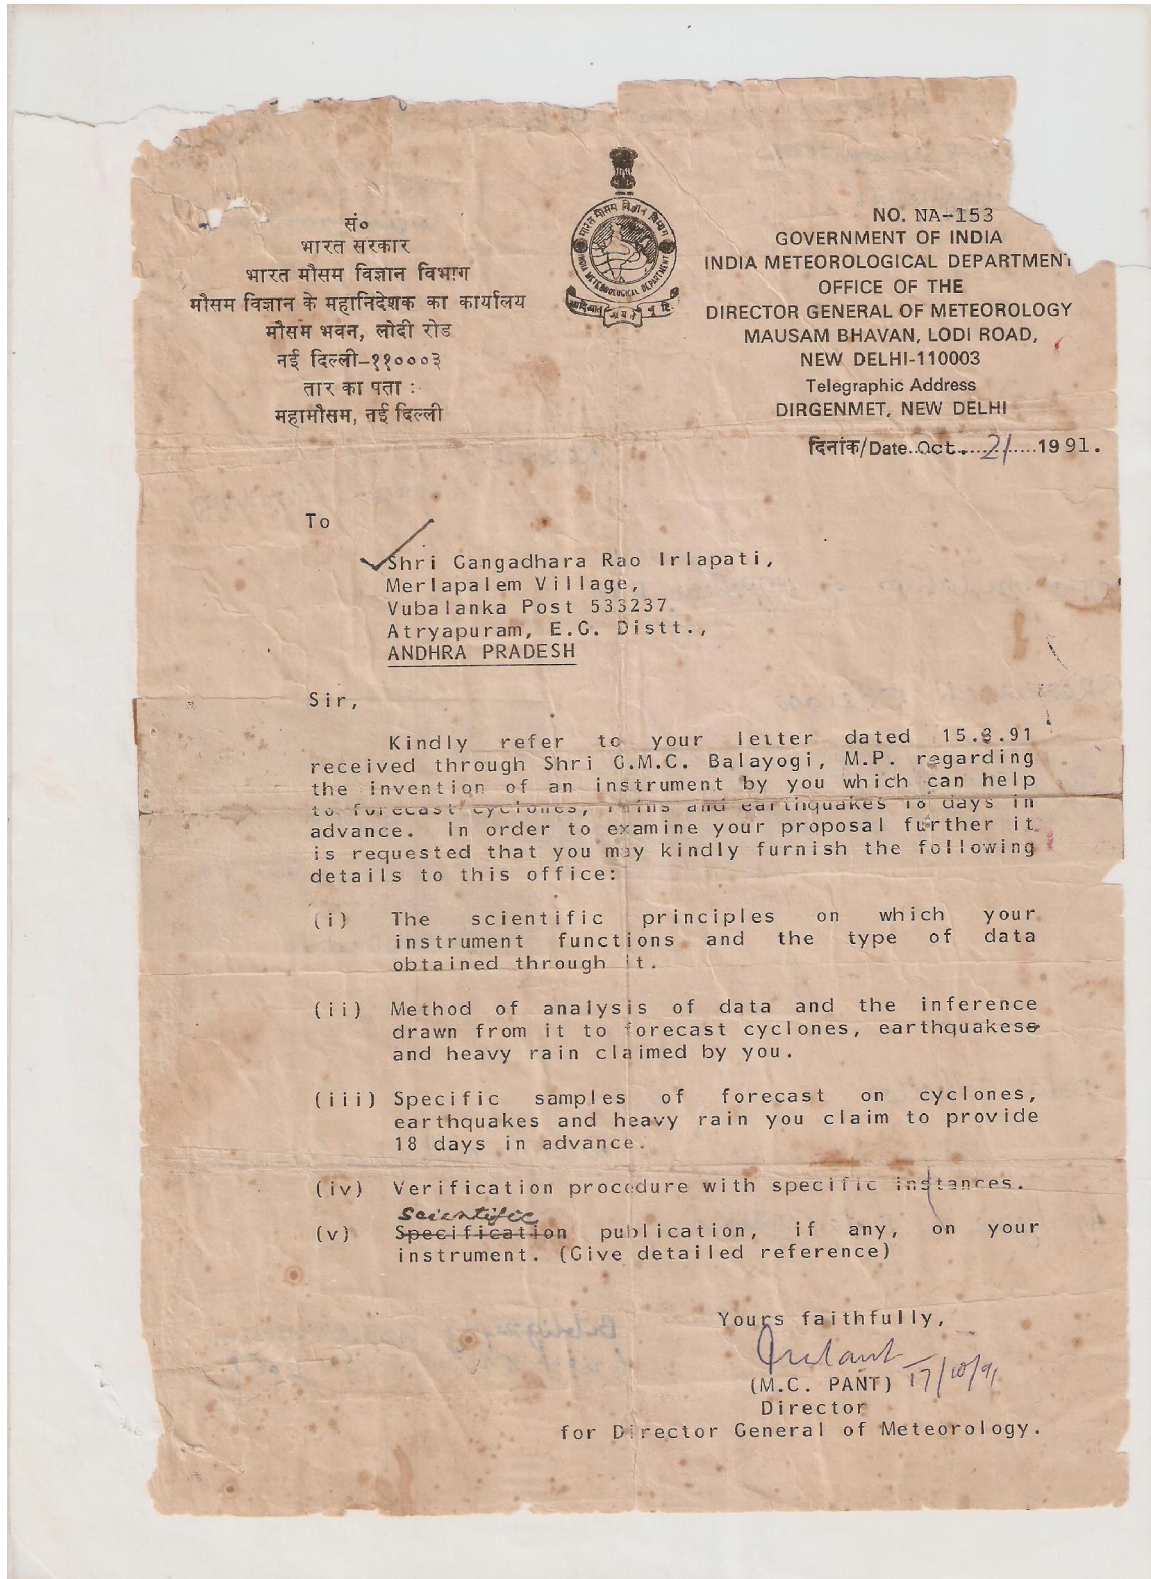 सं०
भारत सरकार
भारत मौसम विज्ञान विभाग
मौसम विज्ञान के महानिदेशक का कार्यालय
मौसम भवन, लोदी रोड
नई दिल्ली–११०००३
तार का पता :
महामौसम, नई दिल्ली
भारत मौसम विज्ञान विभाग
INDIA METEOROLOGICAL DEPARTMENT
NO. NA-153
GOVERNMENT OF INDIA
INDIA METEOROLOGICAL DEPARTMENT
OFFICE OF THE
DIRECTOR GENERAL OF METEOROLOGY
MAUSAM BHAVAN, LODI ROAD,
NEW DELHI-110003
Telegraphic Address
DIRGENMET, NEW DELHI
दिनांक/Date..Oct....21......1991.
To
Shri Gangadhara Rao Irlapati,
Merlapalem Village,
Vubalanka Post 533237
Atryapuram, E.G. Distt.,
ANDHRA PRADESH
Sir,
Kindly refer to your letter dated 15.8.91
received through Shri G.M.C. Balayogi, M.P. regarding
the invention of an instrument by you which can help
to forecast cyclones, rains and earthquakes 18 days in
advance. In order to examine your proposal further it
is requested that you may kindly furnish the following
details to this office:
(i) The scientific principles on which your
instrument functions and the type of data
obtained through it.
(ii) Method of analysis of data and the inference
drawn from it to forecast cyclones, earthquakes
and heavy rain claimed by you.
(iii) Specific samples of forecast on cyclones,
earthquakes and heavy rain you claim to provide
18 days in advance.
(iv) Verification procedure with specific instances.
Scientific
(v) Specification publication, if any, on your
instrument. (Give detailed reference)
Yours faithfully,
17/10/91
(M.C. PANT)
Director
for Director General of Meteorology.